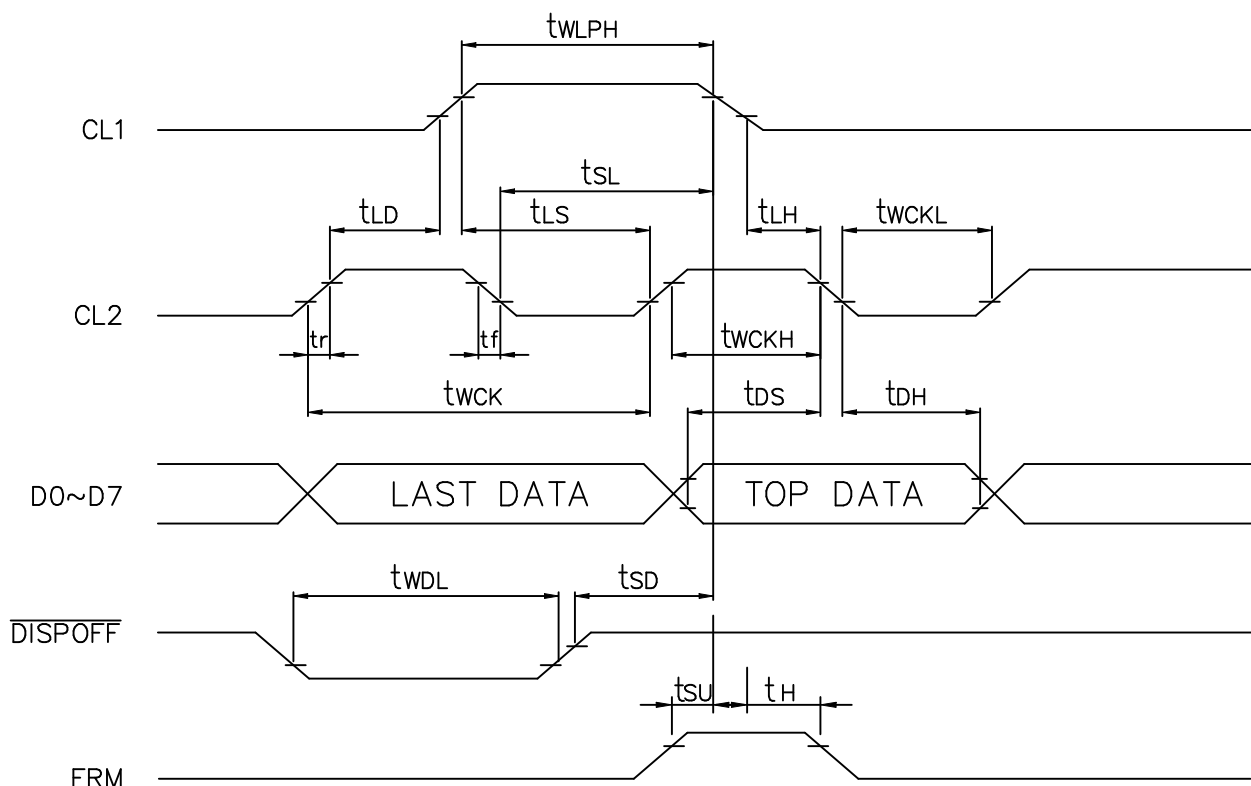 tWLPH
CL1
tSL
tLD tLS tLH tWCKL
CL2
tr tf tWCKH
tWCK tDS tDH
D0~D7 LAST DATA TOP DATA
tWDL tSD
DISPOFF
tSU tH
FRM